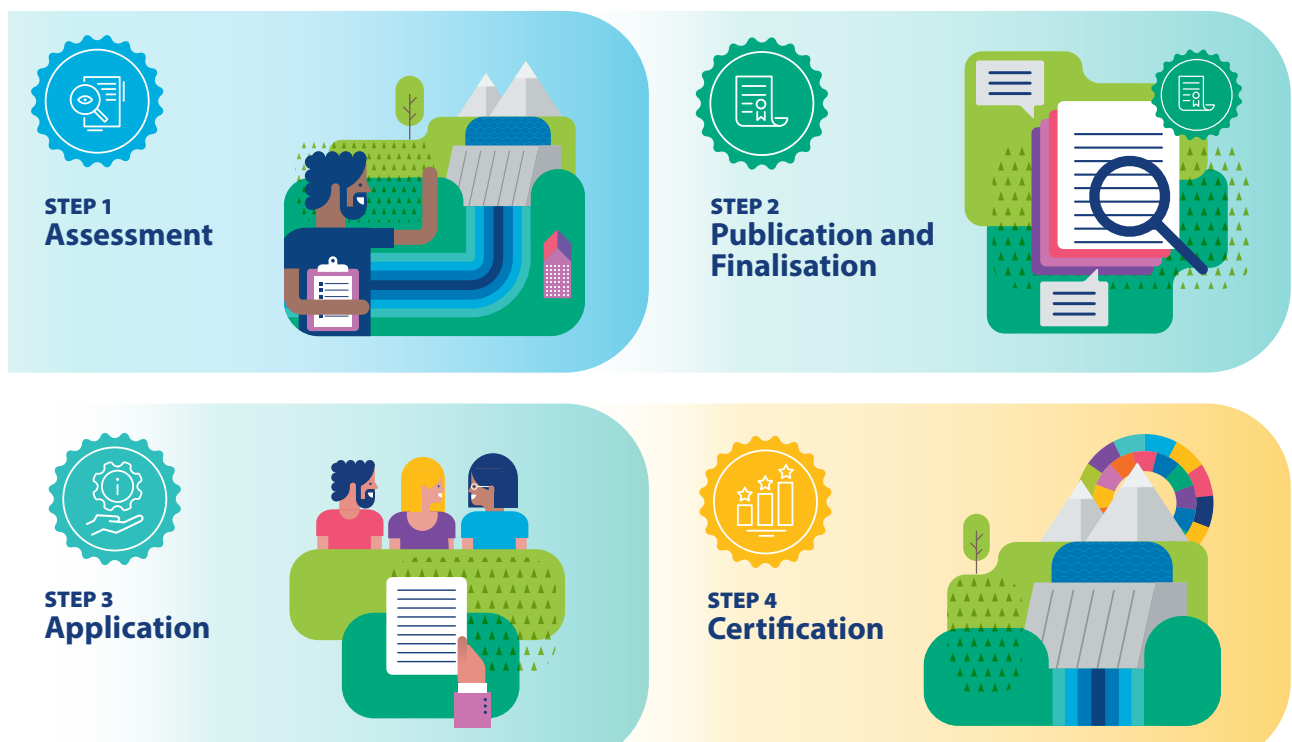 STEP 1
Assessment
STEP 2
Publication and
Finalisation
STEP 3
Application
STEP 4
Certification